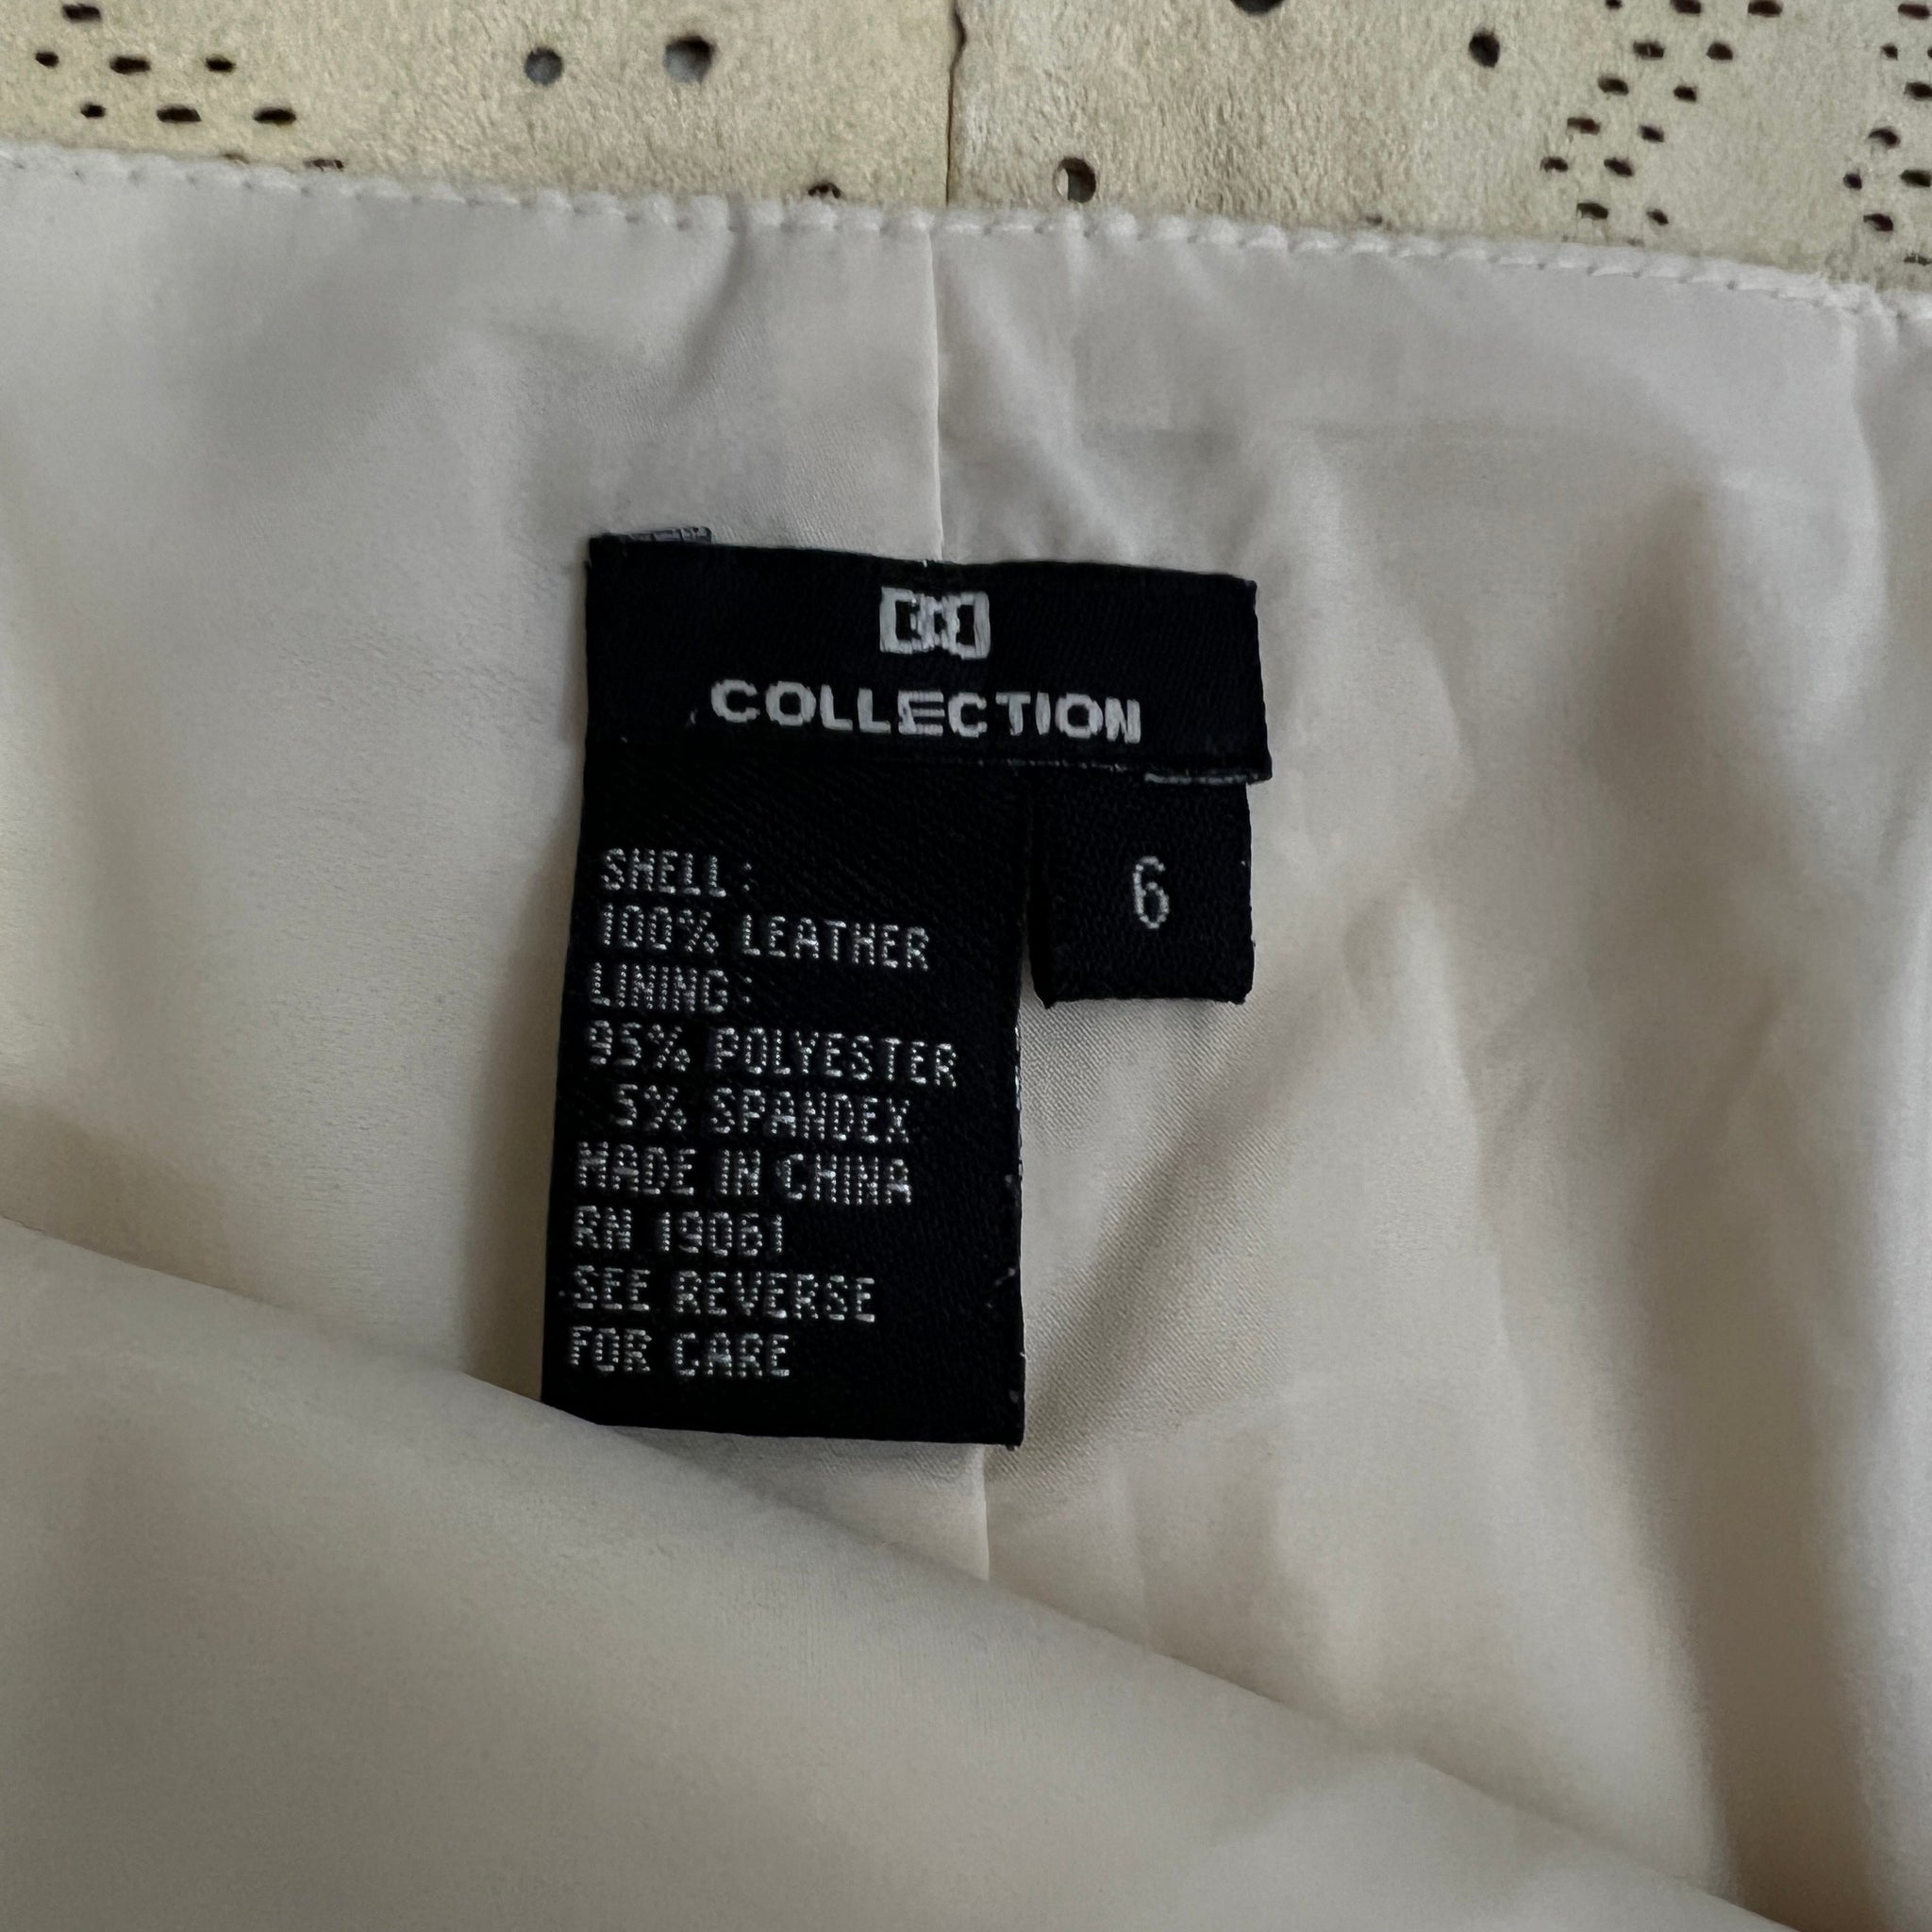 COLLECTION
6
SHELL:
100% LEATHER
LINING:
95% POLYESTER
5% SPANDEX
MADE IN CHINA
RN 19061
SEE REVERSE
FOR CARE